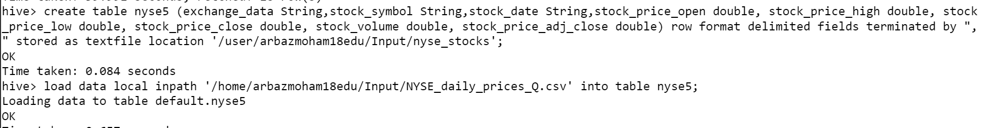 hive> create table nyse5 (exchange_data String,stock_symbol String,stock_date String,stock_price_open double, stock_price_high double, stock
_price_low double, stock_price_close double, stock_volume double, stock_price_adj_close double) row format delimited fields terminated by ",
" stored as textfile location '/user/arbazmoham18edu/Input/nyse_stocks';
OK
Time taken: 0.084 seconds
hive> load data local inpath '/home/arbazmoham18edu/Input/NYSE_daily_prices_Q.csv' into table nyse5;
Loading data to table default.nyse5
OK